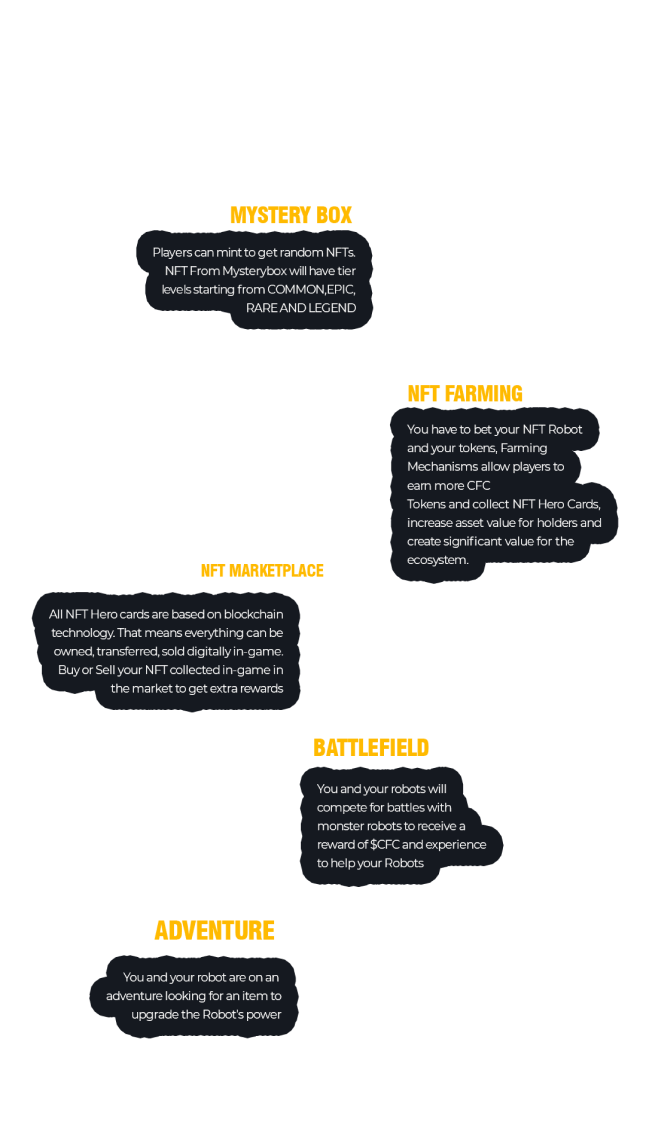 MYSTERY BOX
Players can mint to get random NFTs.
NFT From Mysterybox will have tier
levels starting from COMMON,EPIC,
RARE AND LEGEND
NFT FARMING
You have to bet your NFT Robot
and your tokens, Farming
Mechanisms allow players to
earn more CFC
Tokens and collect NFT Hero Cards,
increase asset value for holders and
create significant value for the
ecosystem.
NFT MARKETPLACE
All NFT Hero cards are based on blockchain
technology. That means everything can be
owned, transferred, sold digitally in-game.
Buy or Sell your NFT collected in-game in
the market to get extra rewards
BATTLEFIELD
You and your robots will
compete for battles with
monster robots to receive a
reward of $CFC and experience
to help your Robots
ADVENTURE
You and your robot are on an
adventure looking for an item to
upgrade the Robot's power